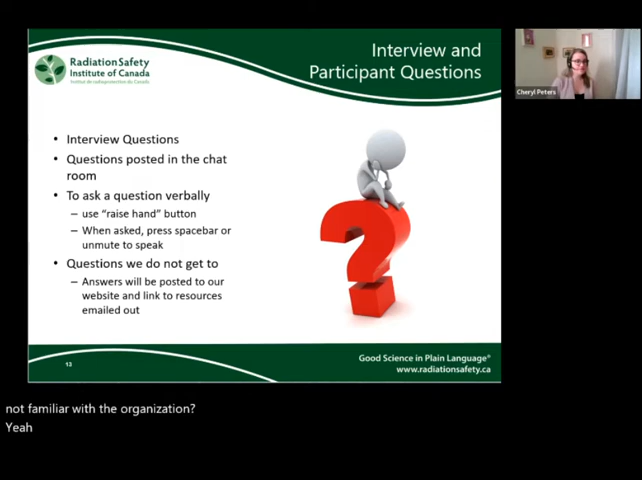 Radiation Safety
Institute of Canada
Institut de radioprotection du Canada
Interview and
Participant Questions
Cheryl Peters
• Interview Questions
• Questions posted in the chat
room
• To ask a question verbally
– use “raise hand” button
– When asked, press spacebar or
unmute to speak
• Questions we do not get to
– Answers will be posted to our
website and link to resources
emailed out
13
Good Science in Plain Language®
www.radiationsafety.ca
not familiar with the organization?
Yeah